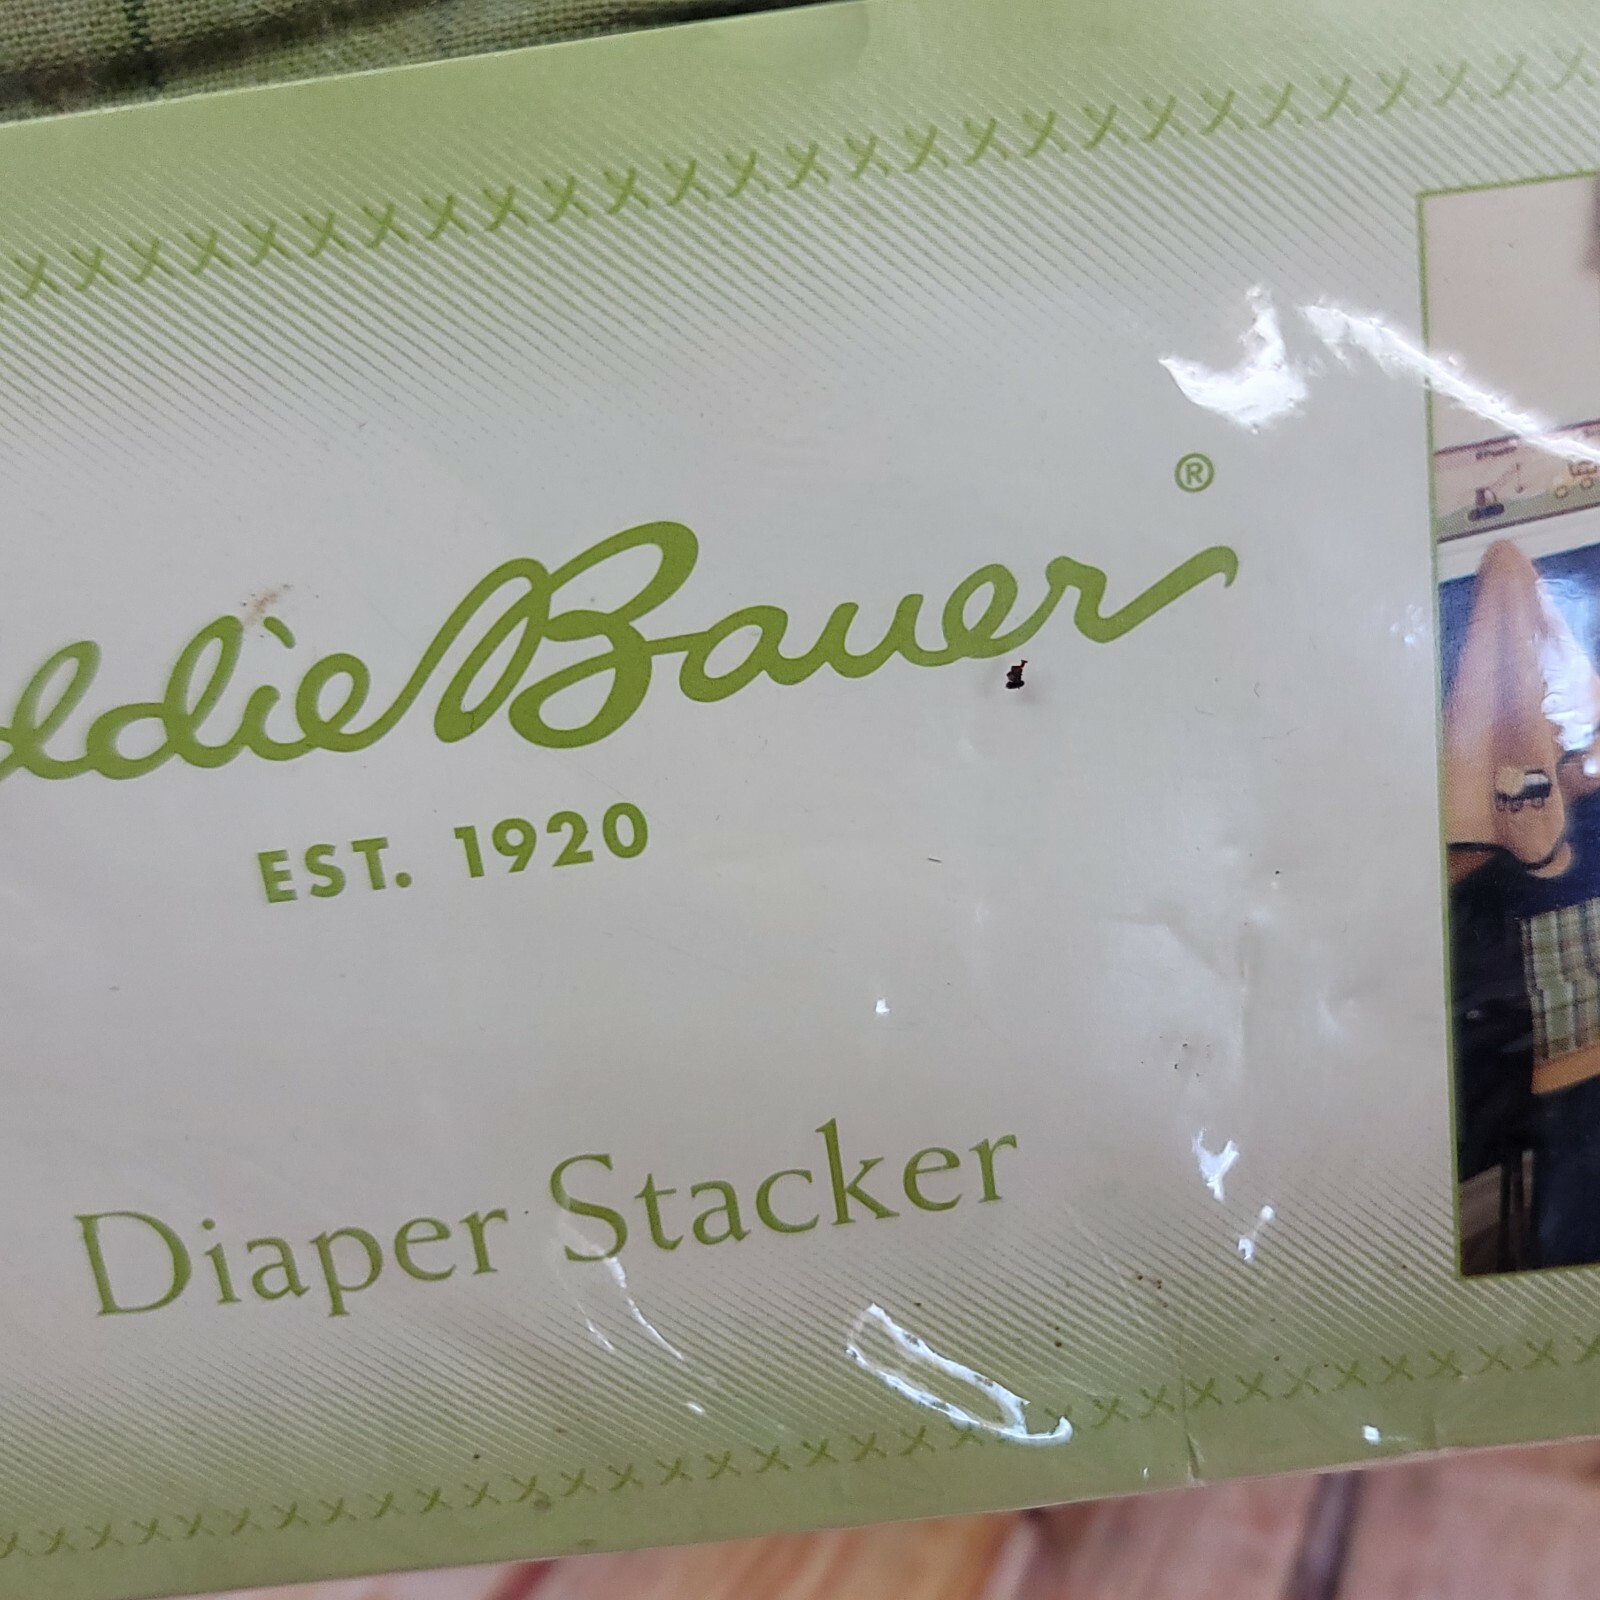 ddie Bauer®
EST. 1920
Diaper Stacker